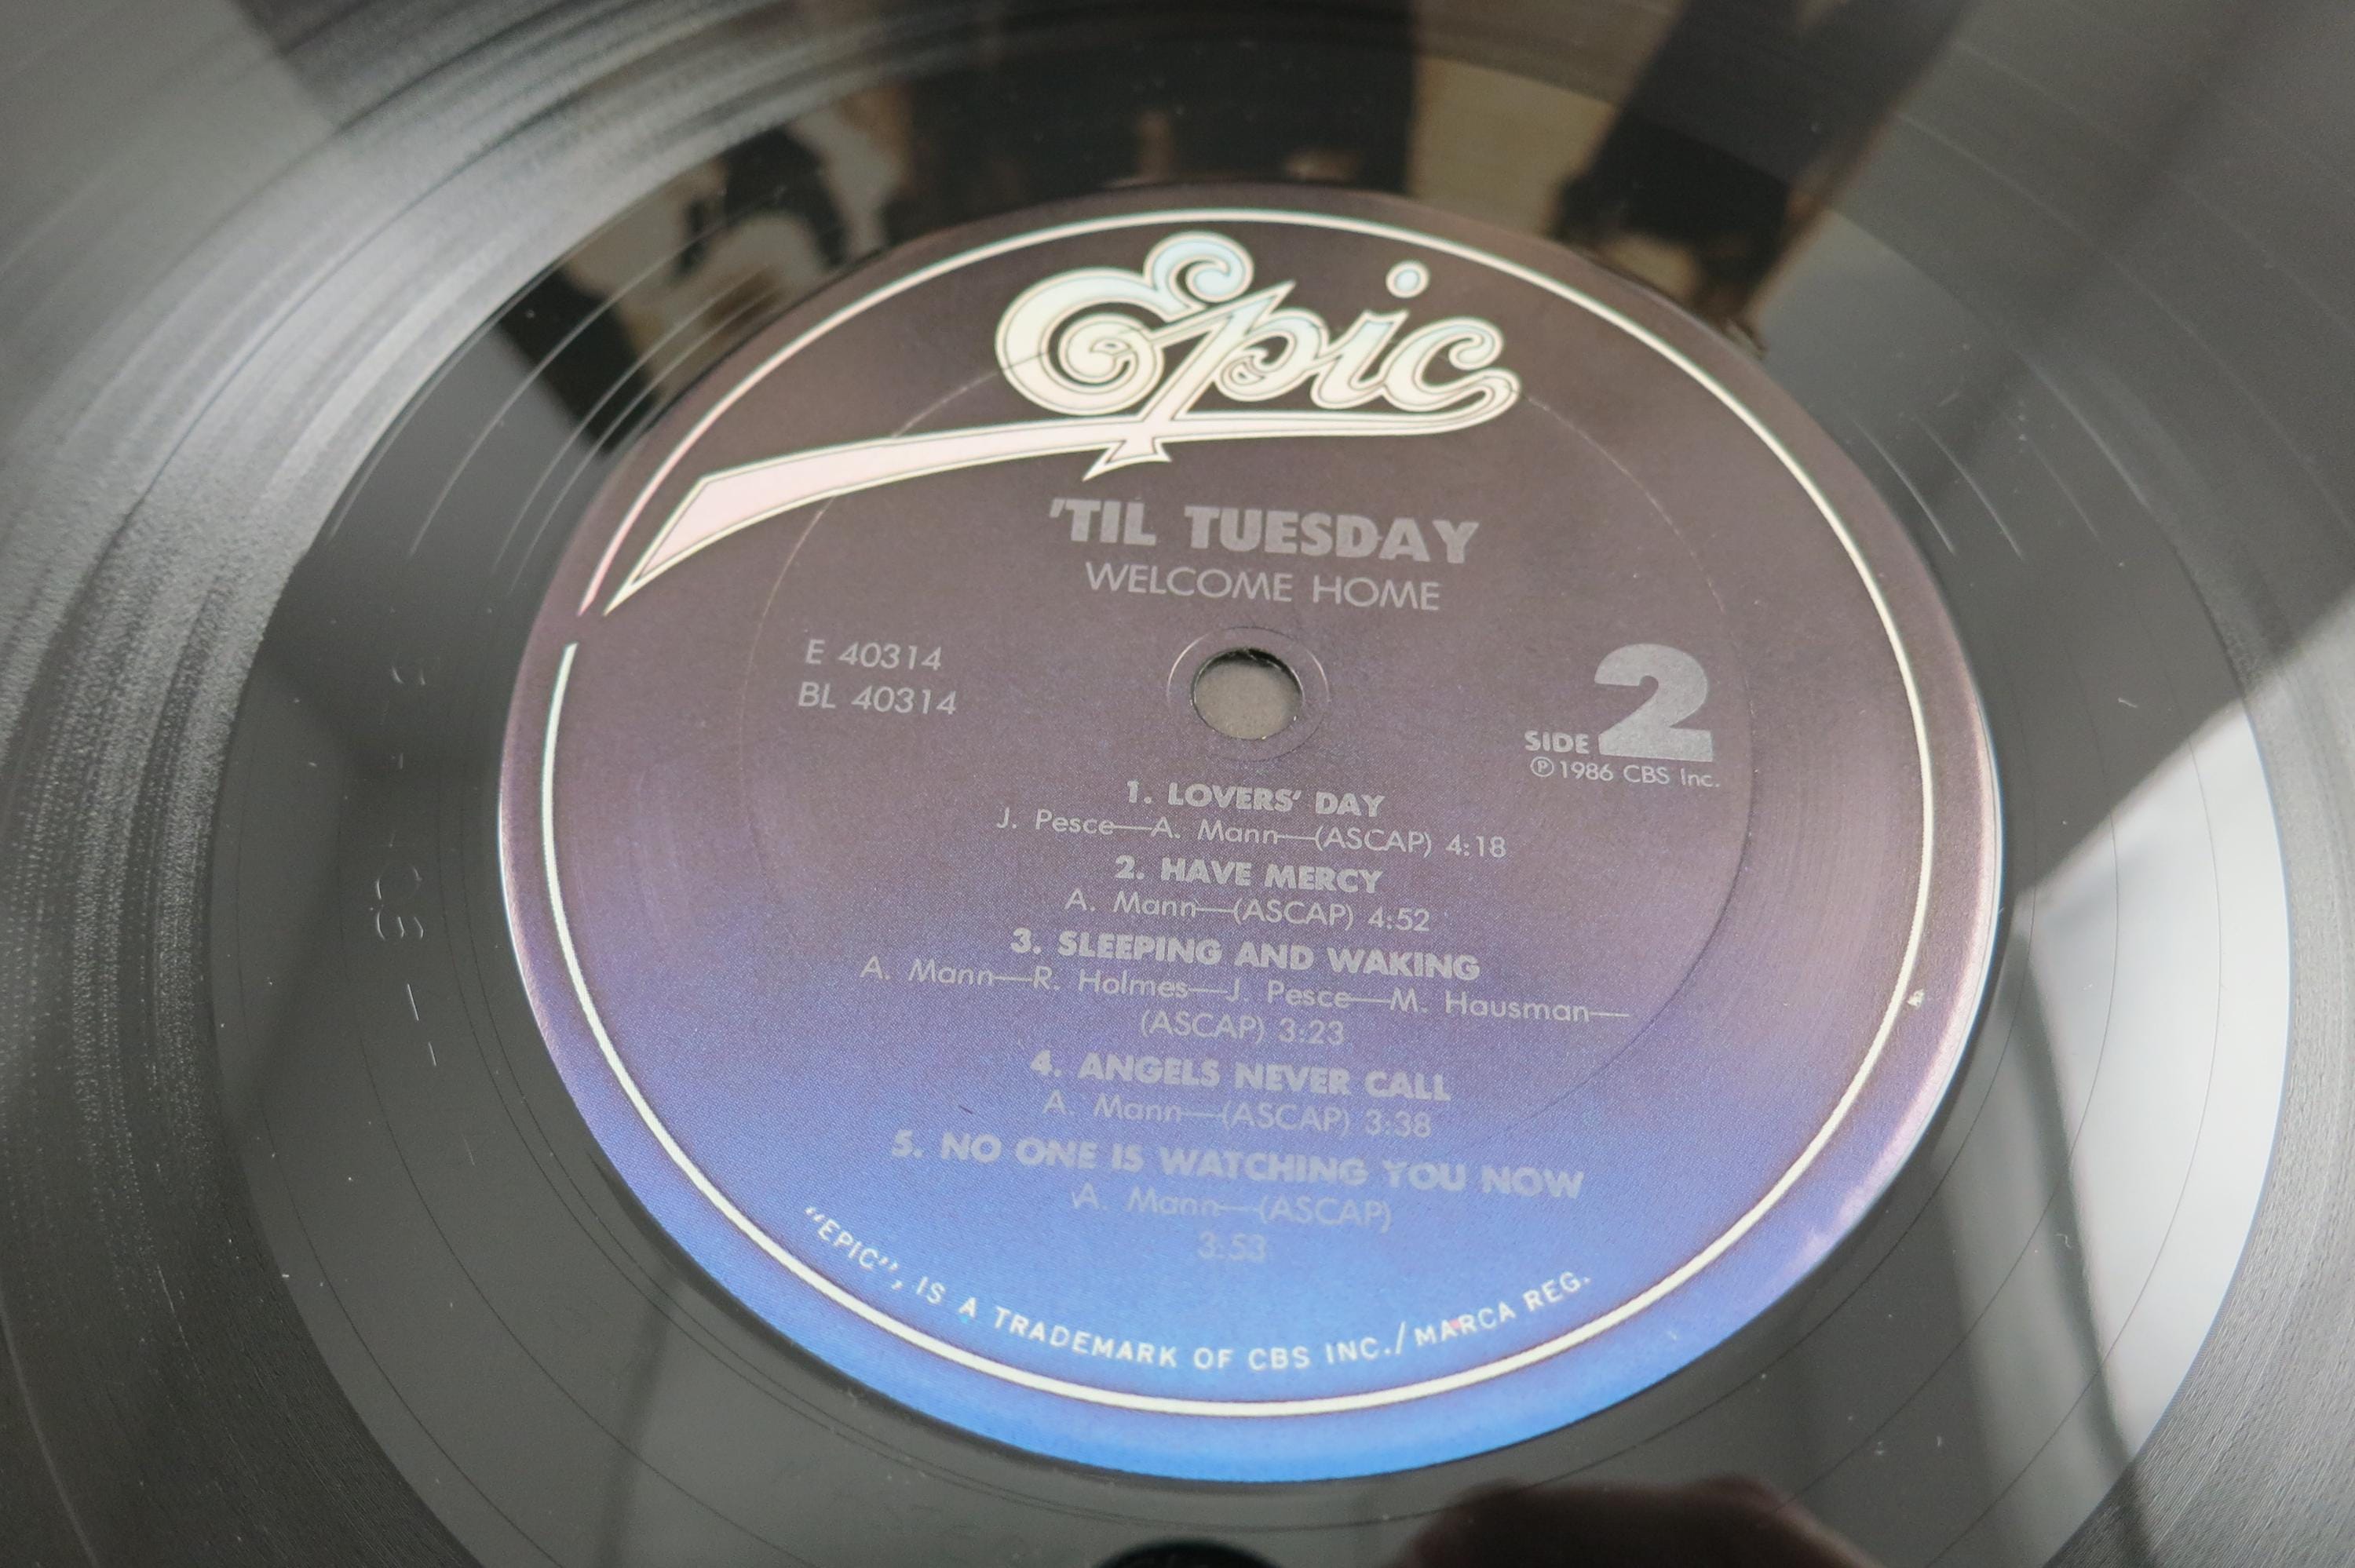 Epic
'TIL TUESDAY
WELCOME HOME
E 40314
BL 40314
SIDE 2
Ⓟ1986 CBS Inc.
1. LOVERS' DAY
J. Pesce—A. Mann—(ASCAP) 4:18
2. HAVE MERCY
A. Mann—(ASCAP) 4:52
3. SLEEPING AND WAKING
A. Mann—R. Holmes—J. Pesce—M. Hausman—
(ASCAP) 3:23
4. ANGELS NEVER CALL
A. Mann—(ASCAP) 3:38
5. NO ONE IS WATCHING YOU NOW
A. Mann—(ASCAP)
3:53
"EPIC", IS A TRADEMARK OF CBS INC./MARCA REG.